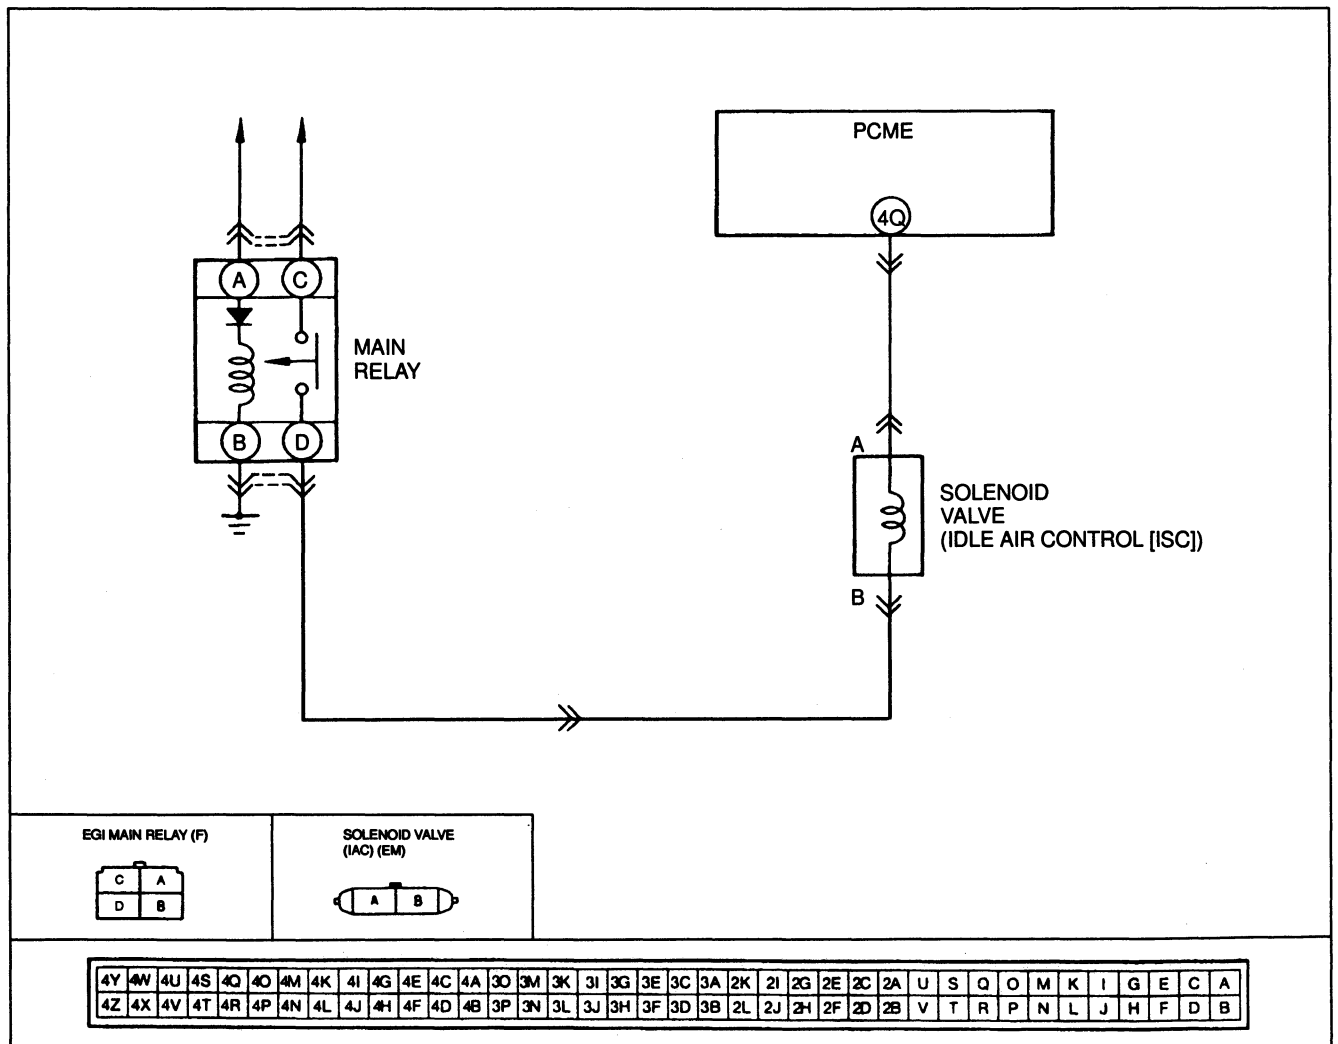 PCME
4Q
A C
MAIN
RELAY
B D
A
SOLENOID
VALVE
(IDLE AIR CONTROL [ISC])
B
EGI MAIN RELAY (F)
C A
D B
SOLENOID VALVE
(IAC) (EM)
A B
4Y 4W 4U 4S 4Q 4O 4M 4K 4I 4G 4E 4C 4A 3O 3M 3K 3I 3G 3E 3C 3A 2K 2I 2G 2E 2C 2A U S Q O M K I G E C A
4Z 4X 4V 4T 4R 4P 4N 4L 4J 4H 4F 4D 4B 3P 3N 3L 3J 3H 3F 3D 3B 2L 2J 2H 2F 2D 2B V T R P N L J H F D B